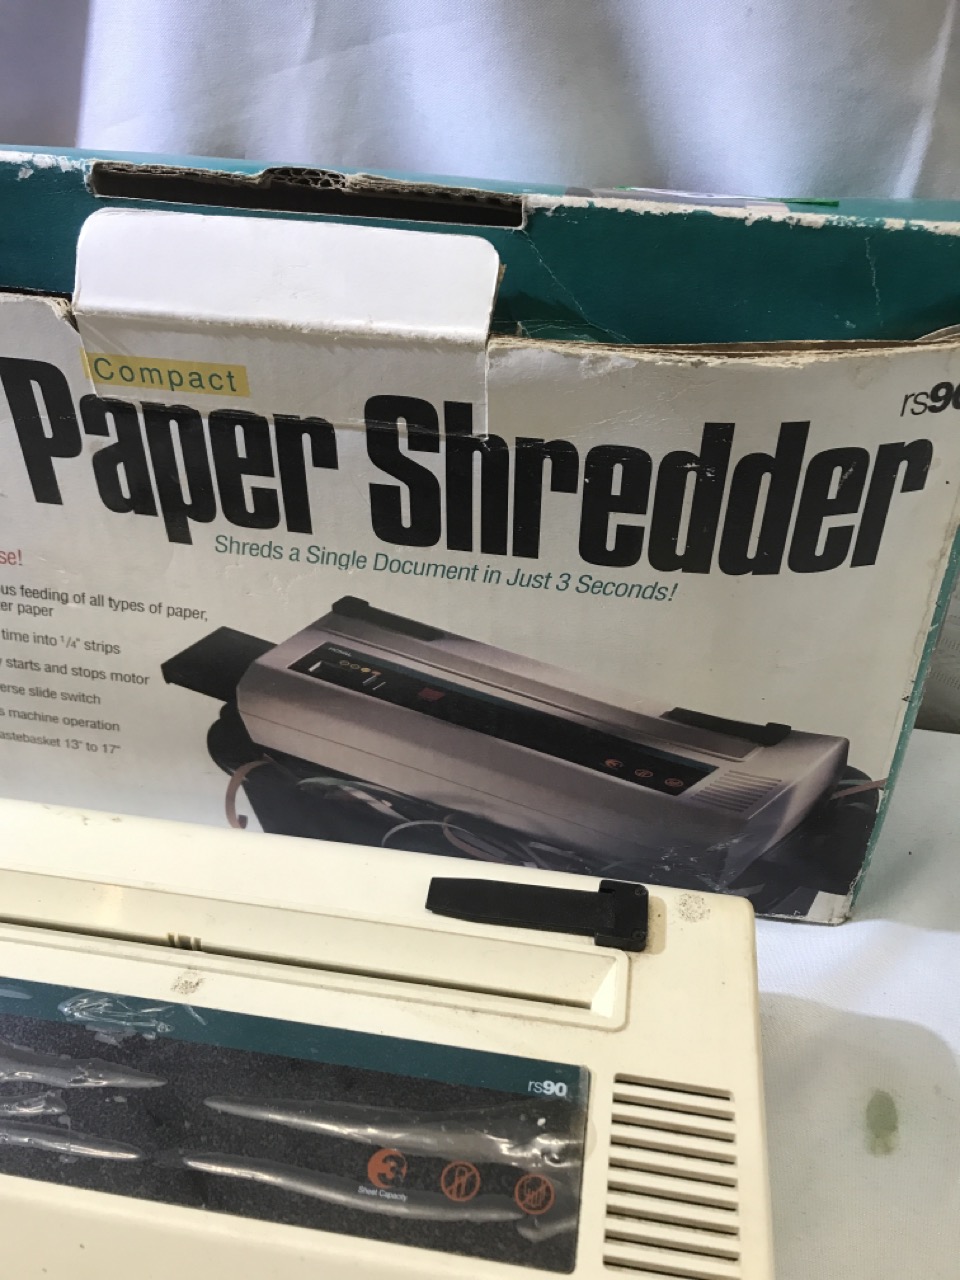 Compact
rs90
Paper Shredder
Shreds a Single Document in Just 3 Seconds!
se!
us feeding of all types of paper,
er paper
time into 1/4" strips
y starts and stops motor
erse slide switch
s machine operation
astebasket 13" to 17"
rs90
3
Sheet Capacity